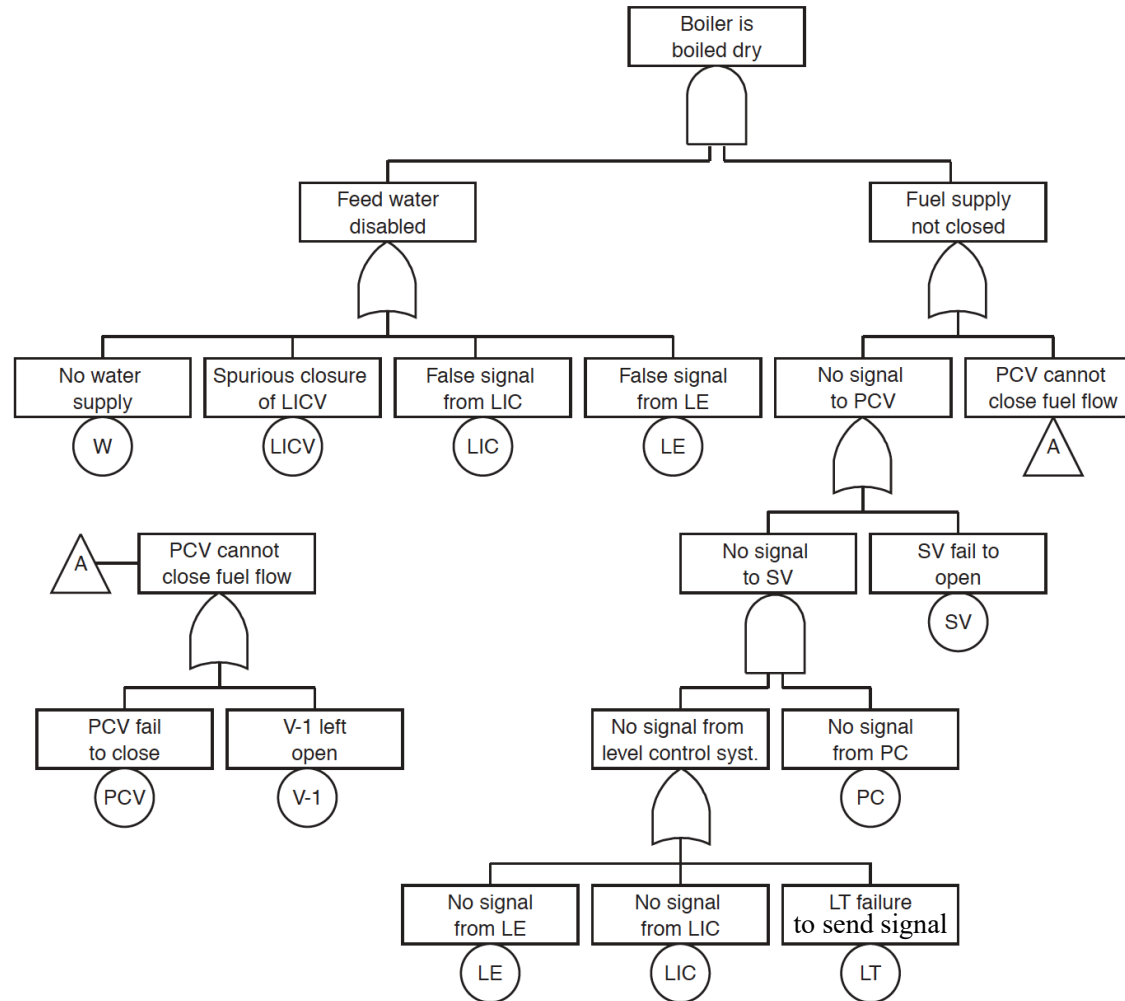 Boiler is
boiled dry
Feed water
disabled
Fuel supply
not closed
No water
supply
Spurious closure
of LICV
False signal
from LIC
False signal
from LE
No signal
to PCV
PCV cannot
close fuel flow
W
LICV
LIC
LE
A
A
PCV cannot
close fuel flow
No signal
to SV
SV fail to
open
SV
PCV fail
to close
V-1 left
open
No signal from
level control syst.
No signal
from PC
PCV
V-1
PC
No signal
from LE
No signal
from LIC
LT failure
to send signal
LE
LIC
LT